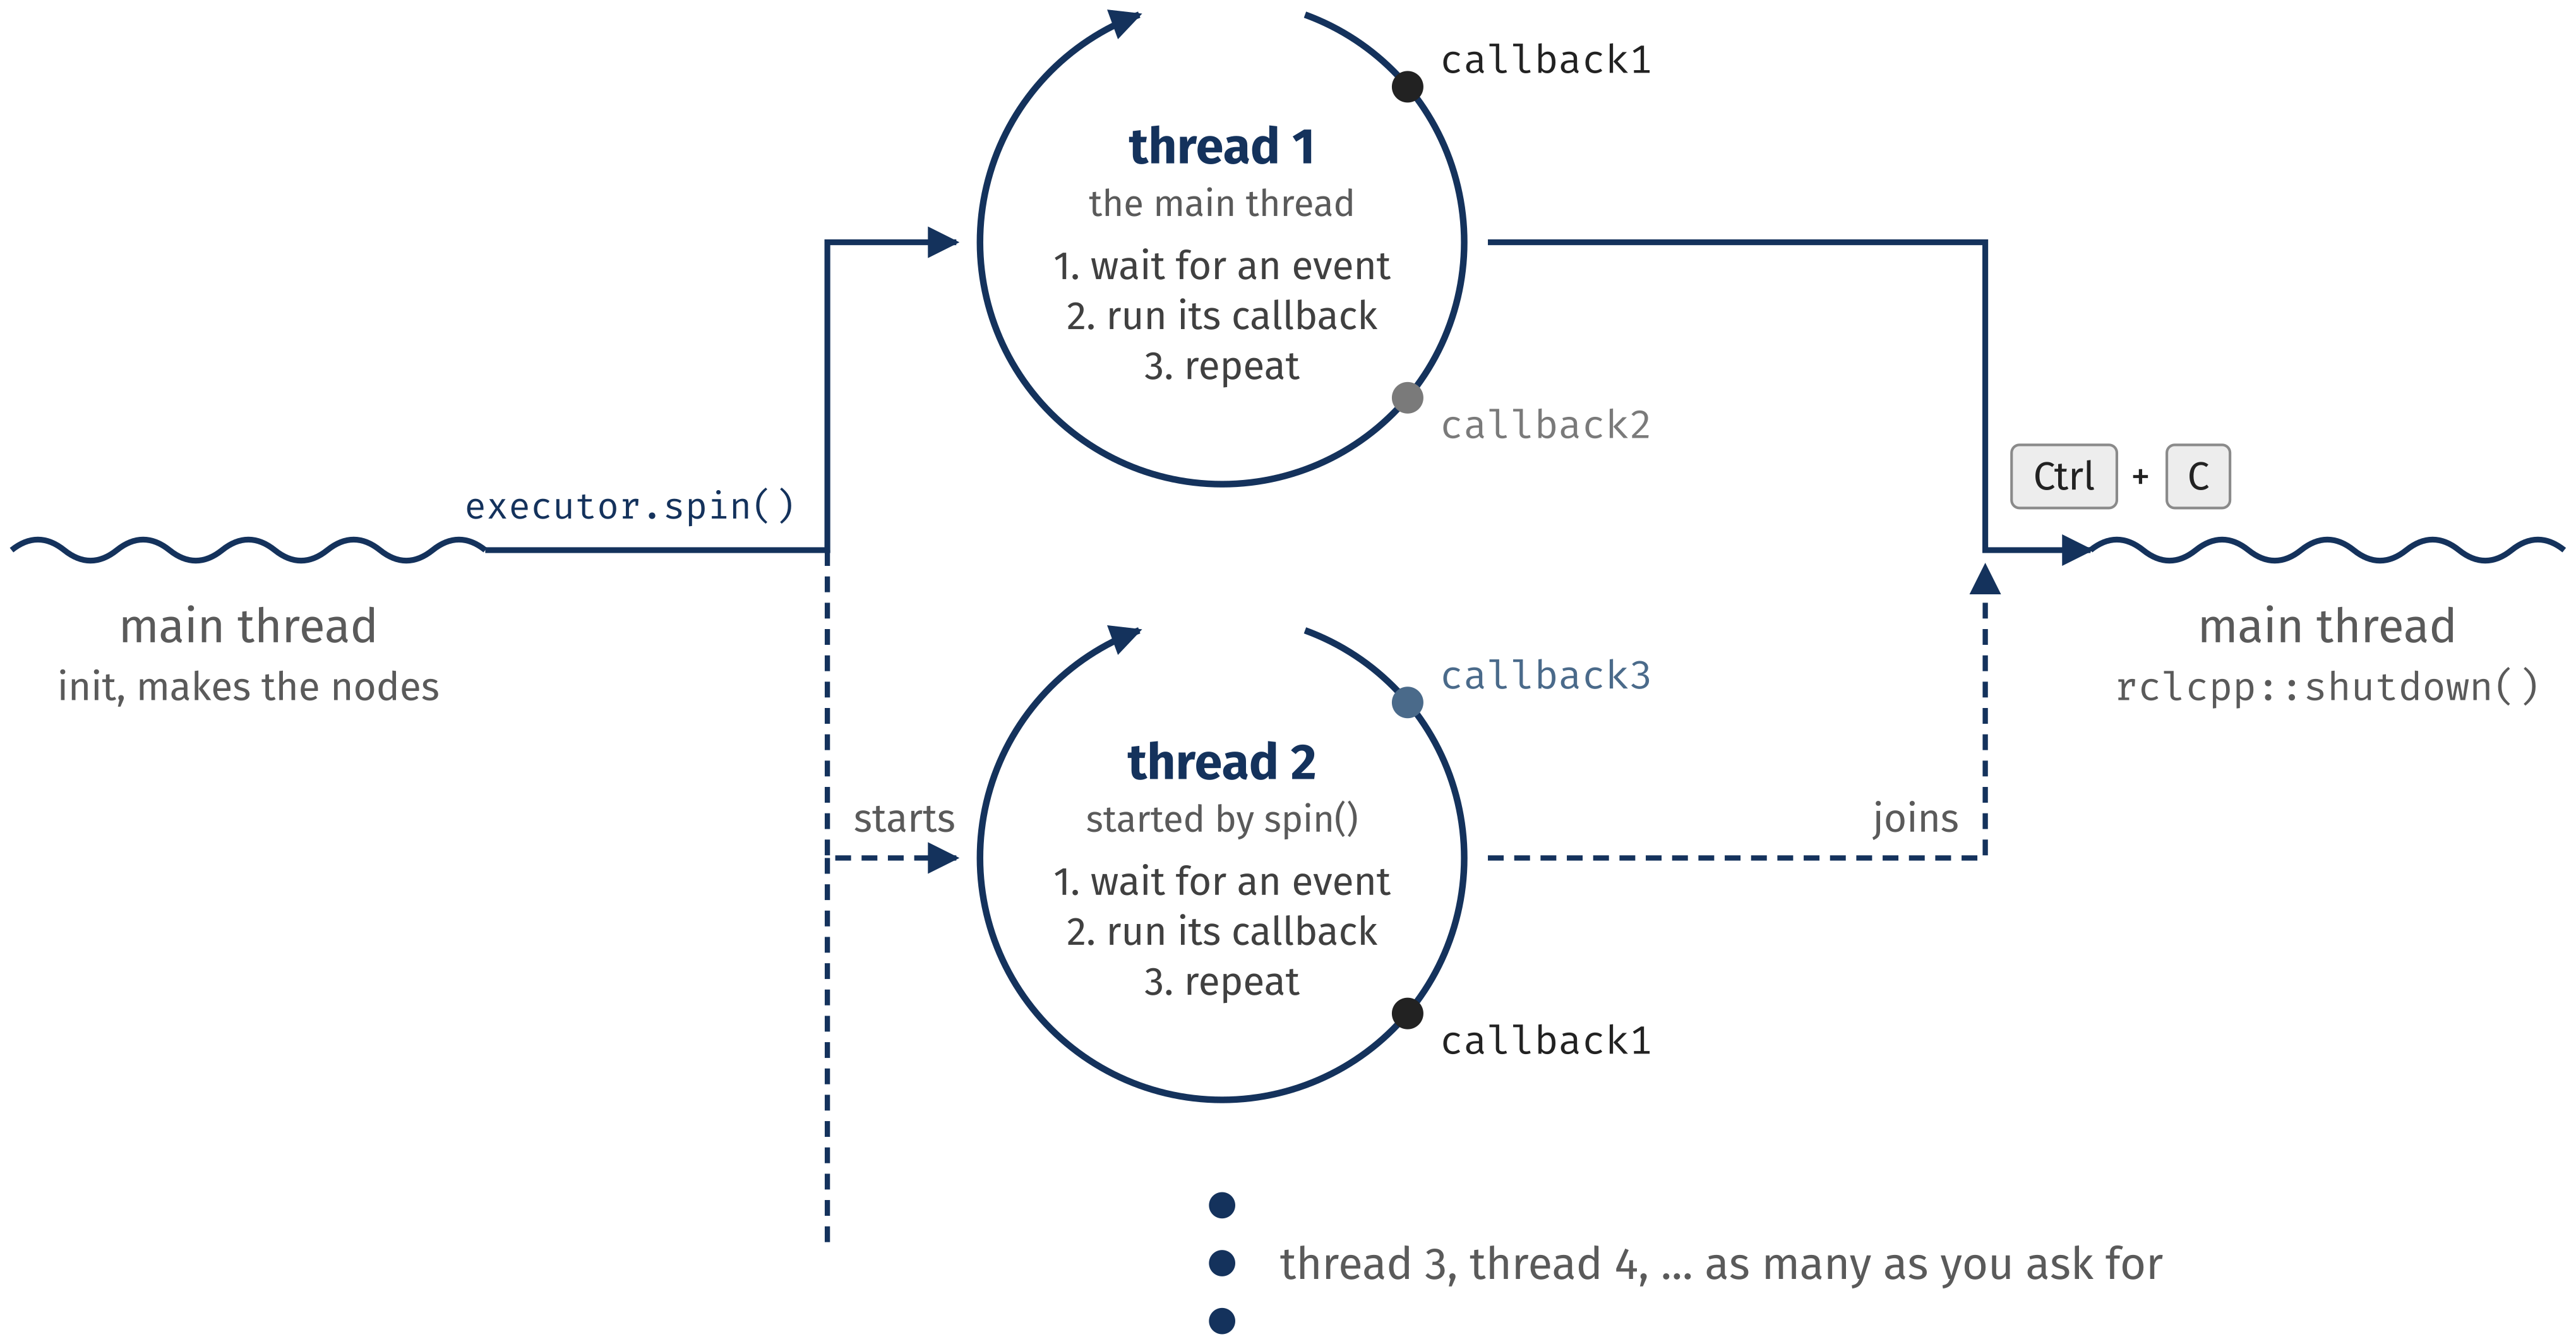 callback1
thread 1
the main thread
1. wait for an event
2. run its callback
3. repeat
callback2
executor.spin()
Ctrl + C
main thread
init, makes the nodes
main thread
rclcpp::shutdown()
callback3
thread 2
starts
started by spin()
joins
1. wait for an event
2. run its callback
3. repeat
callback1
thread 3, thread 4, ... as many as you ask for